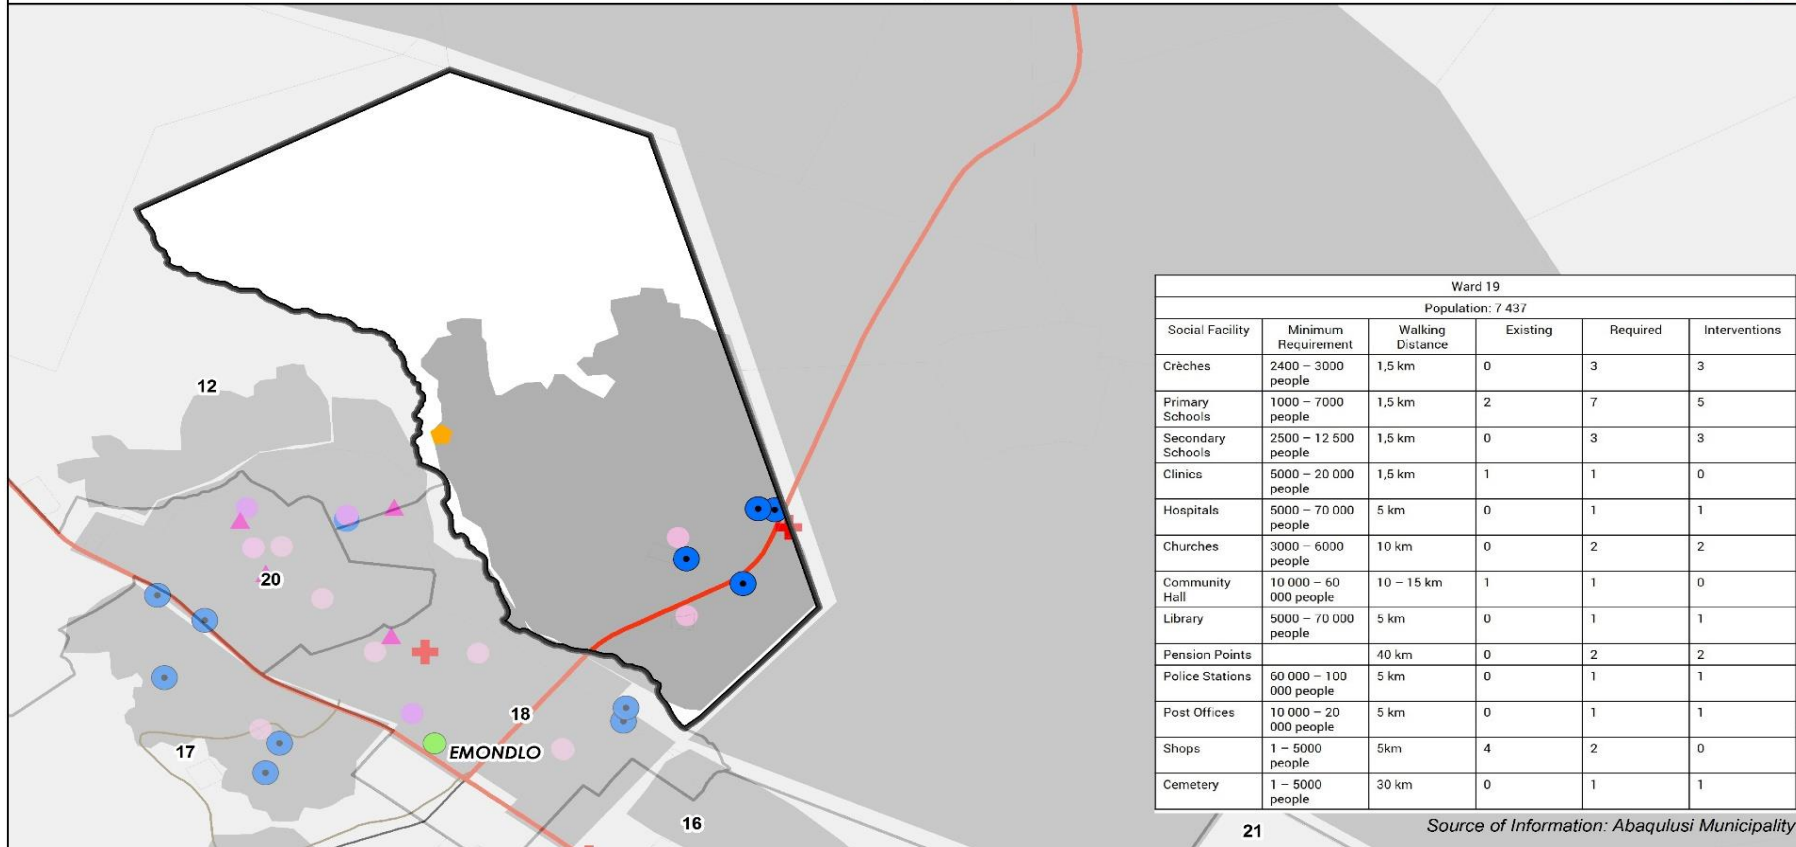 12
20
18
EMONDLO
17
16
21
Ward 19
Population: 7 437
Social Facility Minimum Requirement Walking Distance Existing Required Interventions
Crèches 2400 – 3000 people 1,5 km 0 3 3
Primary Schools 1000 – 7000 people 1,5 km 2 7 5
Secondary Schools 2500 – 12 500 people 1,5 km 0 3 3
Clinics 5000 – 20 000 people 1,5 km 1 1 0
Hospitals 5000 – 70 000 people 5 km 0 1 1
Churches 3000 – 6000 people 10 km 0 2 2
Community Hall 10 000 – 60 000 people 10 – 15 km 1 1 0
Library 5000 – 70 000 people 5 km 0 1 1
Pension Points 40 km 0 2 2
Police Stations 60 000 – 100 000 people 5 km 0 1 1
Post Offices 10 000 – 20 000 people 5 km 0 1 1
Shops 1 – 5000 people 5km 4 2 0
Cemetery 1 – 5000 people 30 km 0 1 1
Source of Information: Abaqulusi Municipality